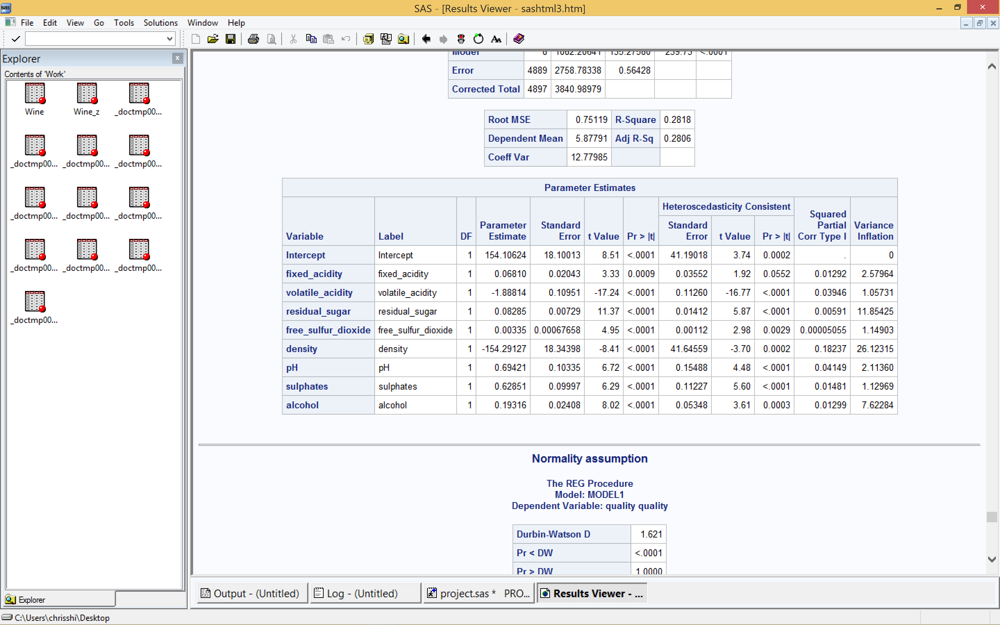 SAS - [Results Viewer - sashtml3.htm]
File Edit View Go Tools Solutions Window Help
Explorer
Contents of 'Work'
Wine Wine_z _doctmp00...
_doctmp00... _doctmp00... _doctmp00...
_doctmp00... _doctmp00... _doctmp00...
_doctmp00... _doctmp00... _doctmp00...
_doctmp00...
Explorer
Model 8 1082.20641 135.27580 239.73 <.0001
Error 4889 2758.78338 0.56428
Corrected Total 4897 3840.98979
Root MSE 0.75119 R-Square 0.2818
Dependent Mean 5.87791 Adj R-Sq 0.2806
Coeff Var 12.77985
Parameter Estimates
Variable Label DF Parameter Estimate Standard Error t Value Pr > |t| Heteroscedasticity Consistent Standard Error t Value Pr > |t| Squared Partial Corr Type I Variance Inflation
Intercept Intercept 1 154.10624 18.10013 8.51 <.0001 41.19018 3.74 0.0002 . 0
fixed_acidity fixed_acidity 1 0.06810 0.02043 3.33 0.0009 0.03552 1.92 0.0552 0.01292 2.57964
volatile_acidity volatile_acidity 1 -1.88814 0.10951 -17.24 <.0001 0.11260 -16.77 <.0001 0.03946 1.05731
residual_sugar residual_sugar 1 0.08285 0.00729 11.37 <.0001 0.01412 5.87 <.0001 0.00591 11.85425
free_sulfur_dioxide free_sulfur_dioxide 1 0.00335 0.00067658 4.95 <.0001 0.00112 2.98 0.0029 0.00005055 1.14903
density density 1 -154.29127 18.34398 -8.41 <.0001 41.64559 -3.70 0.0002 0.18237 26.12315
pH pH 1 0.69421 0.10335 6.72 <.0001 0.15488 4.48 <.0001 0.04149 2.11360
sulphates sulphates 1 0.62851 0.09997 6.29 <.0001 0.11227 5.60 <.0001 0.01481 1.12969
alcohol alcohol 1 0.19316 0.02408 8.02 <.0001 0.05348 3.61 0.0003 0.01299 7.62284
Normality assumption
The REG Procedure
Model: MODEL1
Dependent Variable: quality quality
Durbin-Watson D 1.621
Pr < DW <.0001
Pr > DW 1.0000
Output - (Untitled) Log - (Untitled) project.sas * PRO... Results Viewer - ...
C:\Users\chrisshi\Desktop